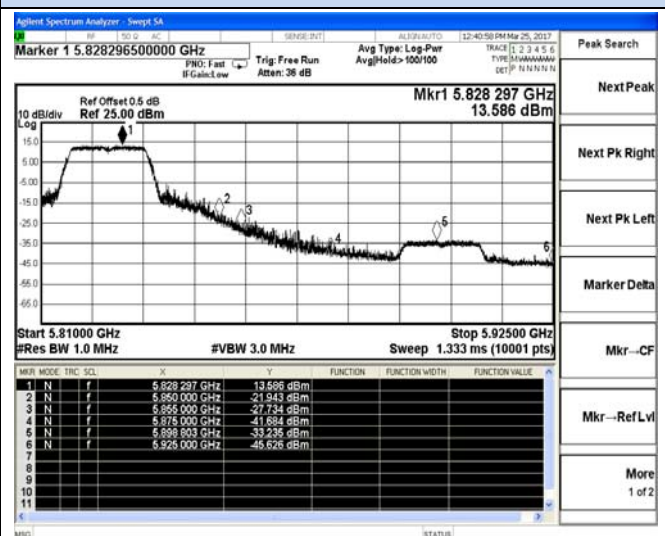 Agilent Spectrum Analyzer - Swept SA
RF 50 Ω AC SENSE:INT ALIGNAUTO 12:40:58 PM Mar 25, 2017
Marker 1 5.828296500000 GHz
PNO: Fast Trig: Free Run
IFGain:Low Atten: 36 dB
Avg Type: Log-Pwr
Avg|Hold:>100/100
TRACE 1 2 3 4 5 6
TYPE M
DET P N N N N N
Peak Search
Next Peak
Next Pk Right
Next Pk Left
Marker Delta
Mkr→CF
Mkr→Ref Lvl
More
1 of 2
Ref Offset 0.5 dB
10 dB/div Ref 25.00 dBm
Log
Mkr1 5.828 297 GHz
13.586 dBm
15.0
5.00
-5.00
-15.0
-25.0
-35.0
-45.0
-55.0
-65.0
1
2
3
4
5
6
Start 5.81000 GHz Stop 5.92500 GHz
#Res BW 1.0 MHz #VBW 3.0 MHz Sweep 1.333 ms (10001 pts)
MKR MODE TRC SCL X Y FUNCTION FUNCTION WIDTH FUNCTION VALUE
1 N f 5.828 297 GHz 13.586 dBm
2 N f 5.850 000 GHz -21.943 dBm
3 N f 5.855 000 GHz -27.734 dBm
4 N f 5.875 000 GHz -41.684 dBm
5 N f 5.898 803 GHz -33.235 dBm
6 N f 5.925 000 GHz -45.626 dBm
7
8
9
10
11
MSG STATUS